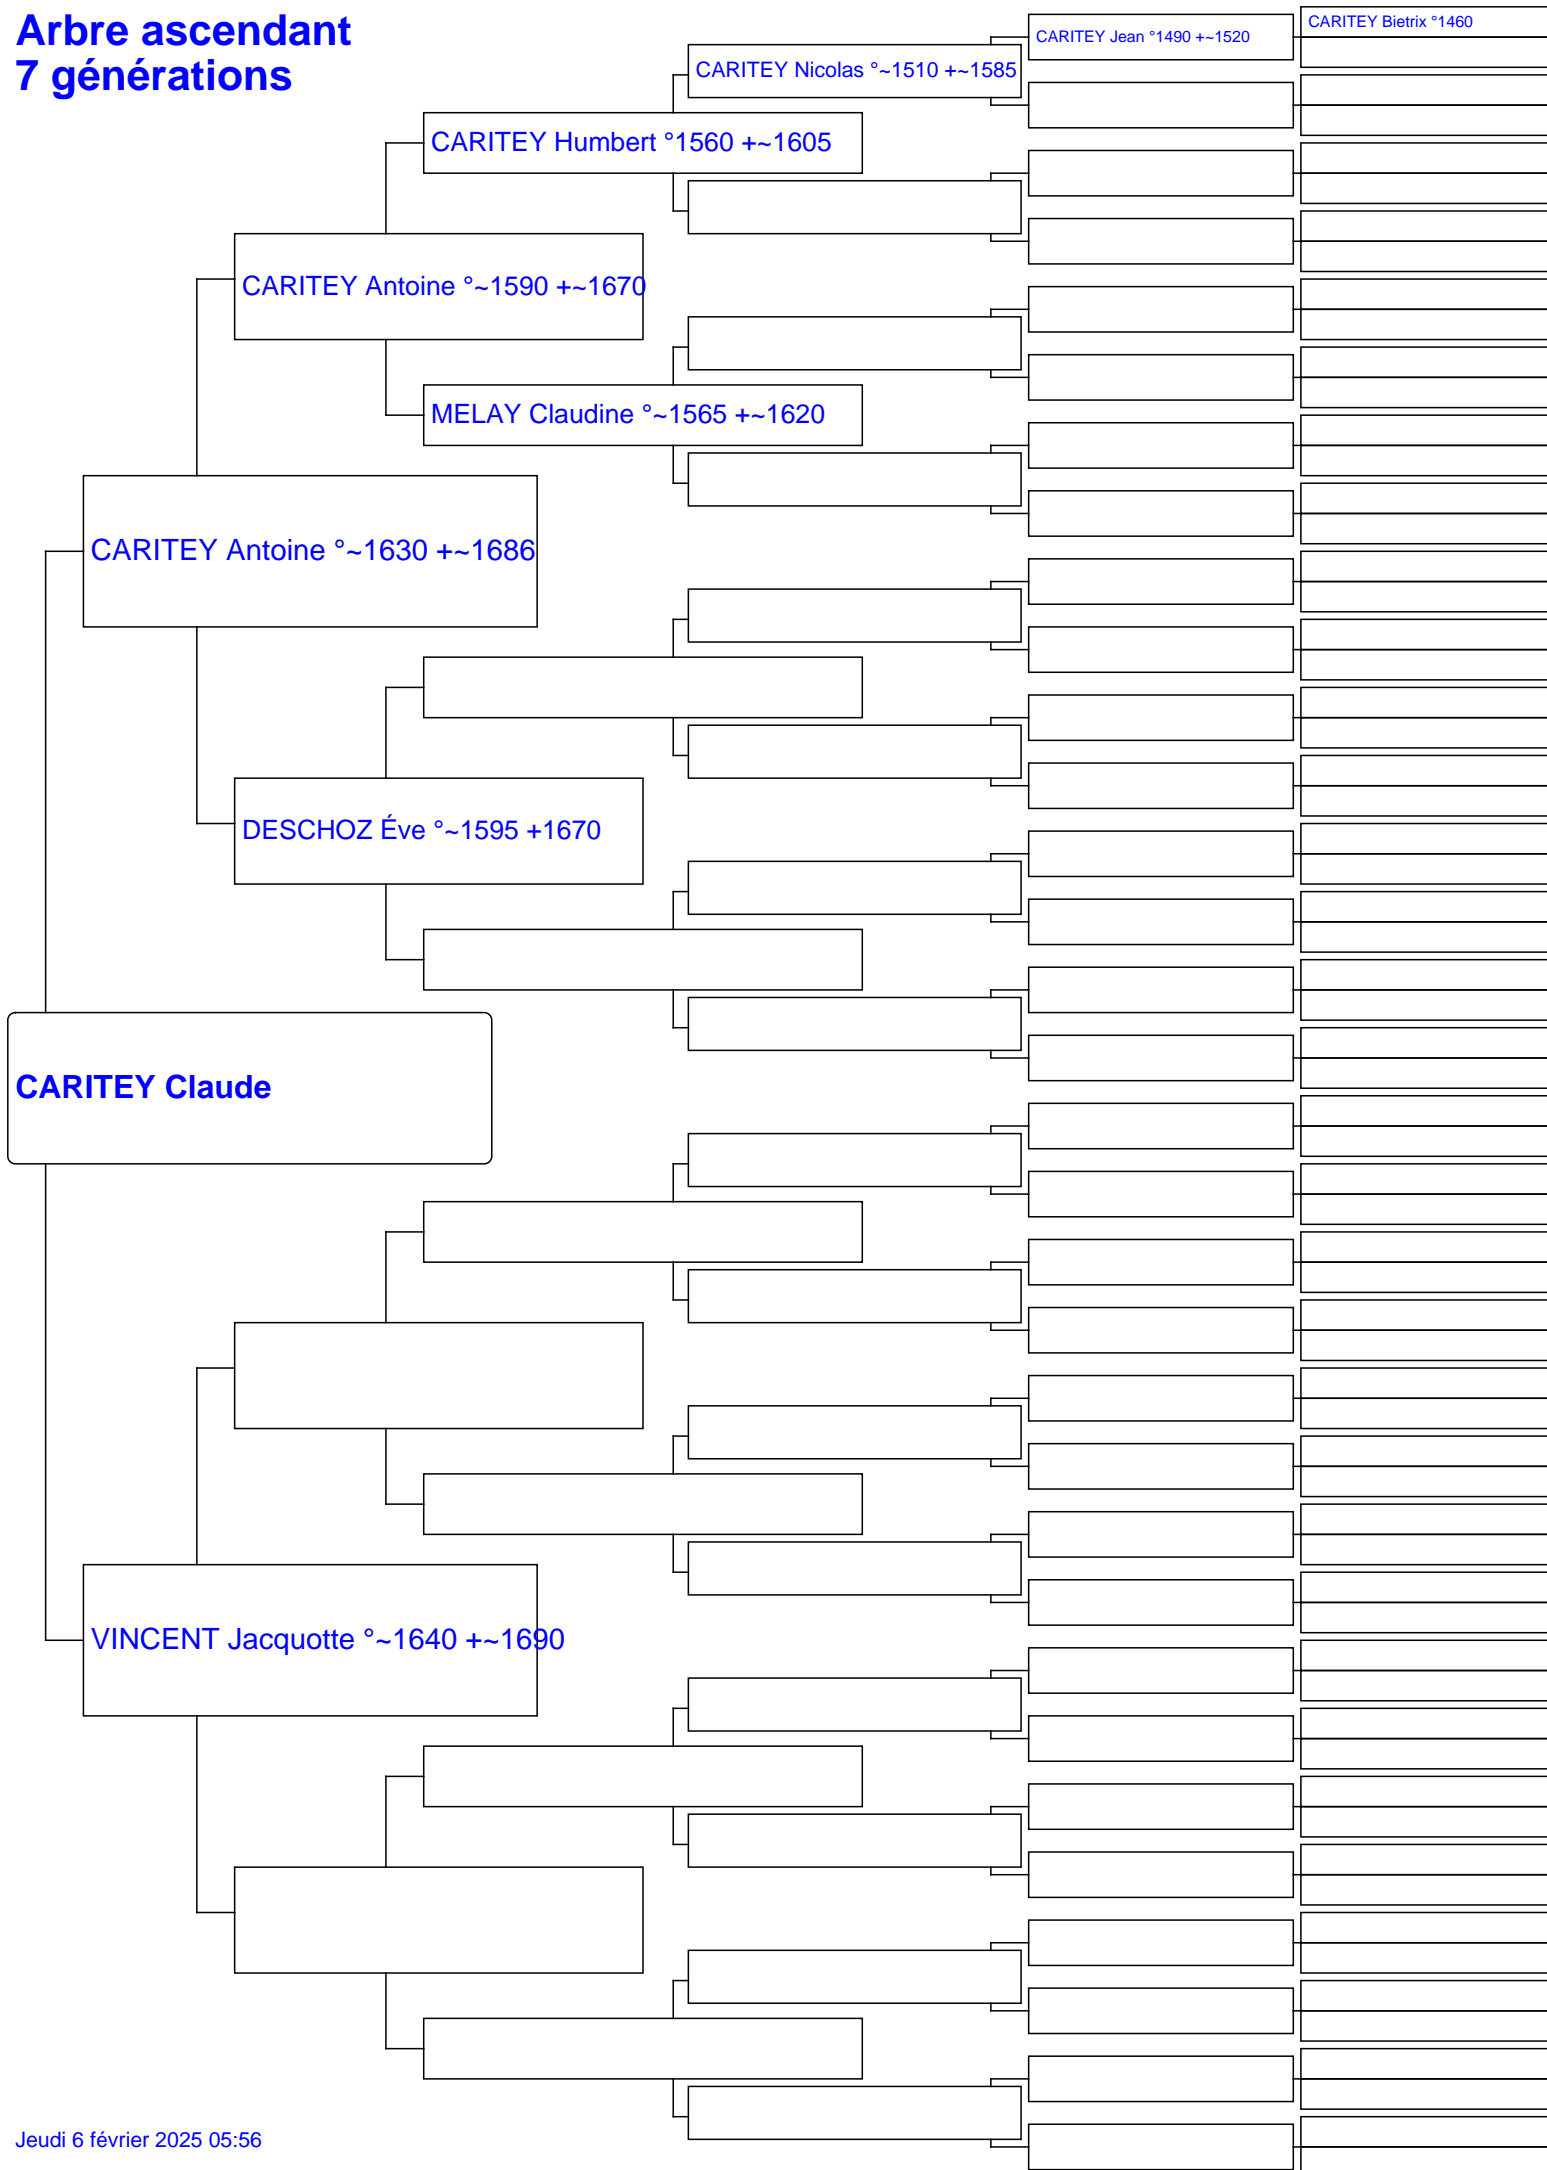 Arbre ascendant
7 générations
CARITEY Bietrix °1460
CARITEY Jean °1490 +~1520
CARITEY Nicolas °~1510 +~1585
CARITEY Humbert °1560 +~1605
CARITEY Antoine °~1590 +~1670
MELAY Claudine °~1565 +~1620
CARITEY Antoine °~1630 +~1686
DESCHOZ Éve °~1595 +1670
CARITEY Claude
VINCENT Jacquotte °~1640 +~1690
Jeudi 6 février 2025 05:56